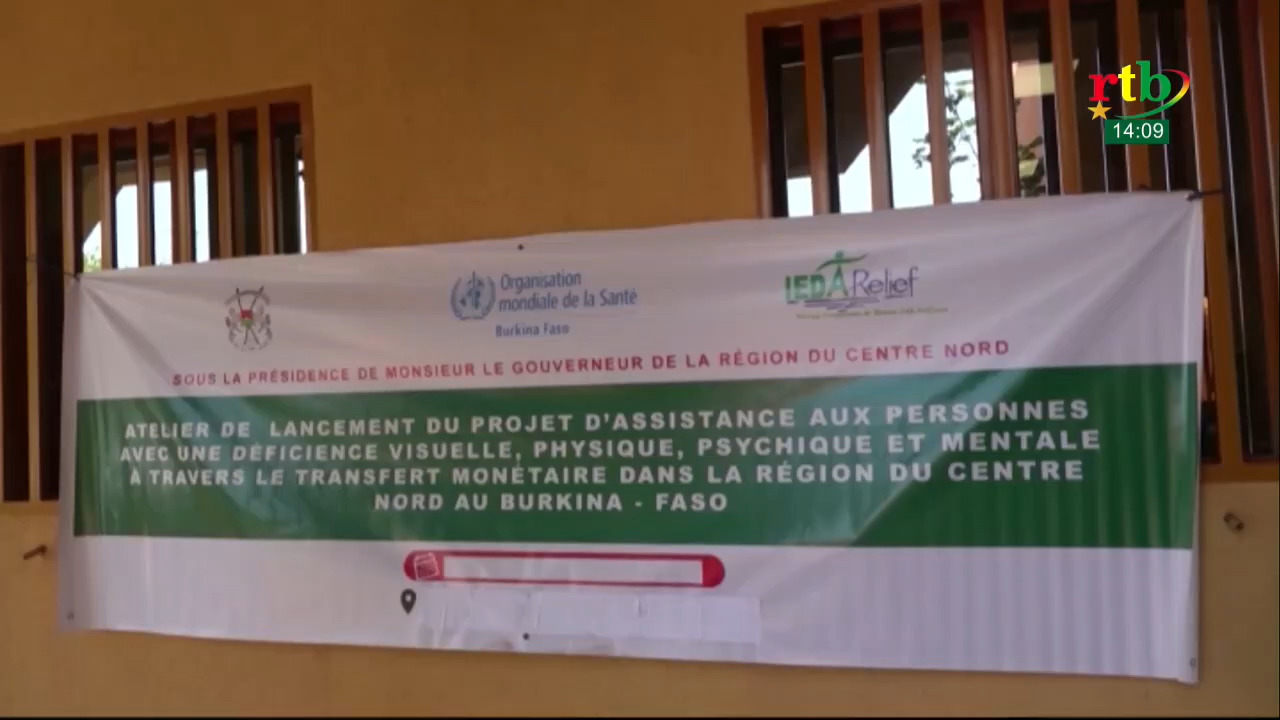 rtb
14:09
Organisation
mondiale de la Santé
Burkina Faso
IEDA Relief
SOUS LA PRÉSIDENCE DE MONSIEUR LE GOUVERNEUR DE LA RÉGION DU CENTRE NORD
ATELIER DE LANCEMENT DU PROJET D'ASSISTANCE AUX PERSONNES
AVEC UNE DÉFICIENCE VISUELLE, PHYSIQUE, PSYCHIQUE ET MENTALE
À TRAVERS LE TRANSFERT MONÉTAIRE DANS LA RÉGION DU CENTRE
NORD AU BURKINA - FASO